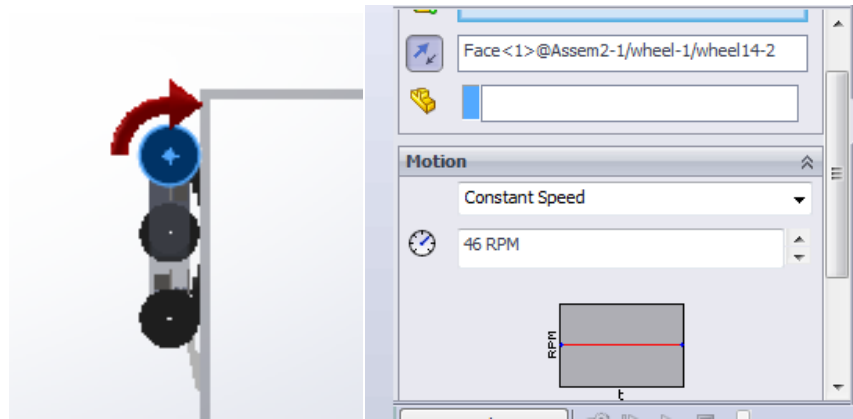 Face<1>@Assem2-1/wheel-1/wheel14-2
Motion
Constant Speed
46 RPM
RPM
t